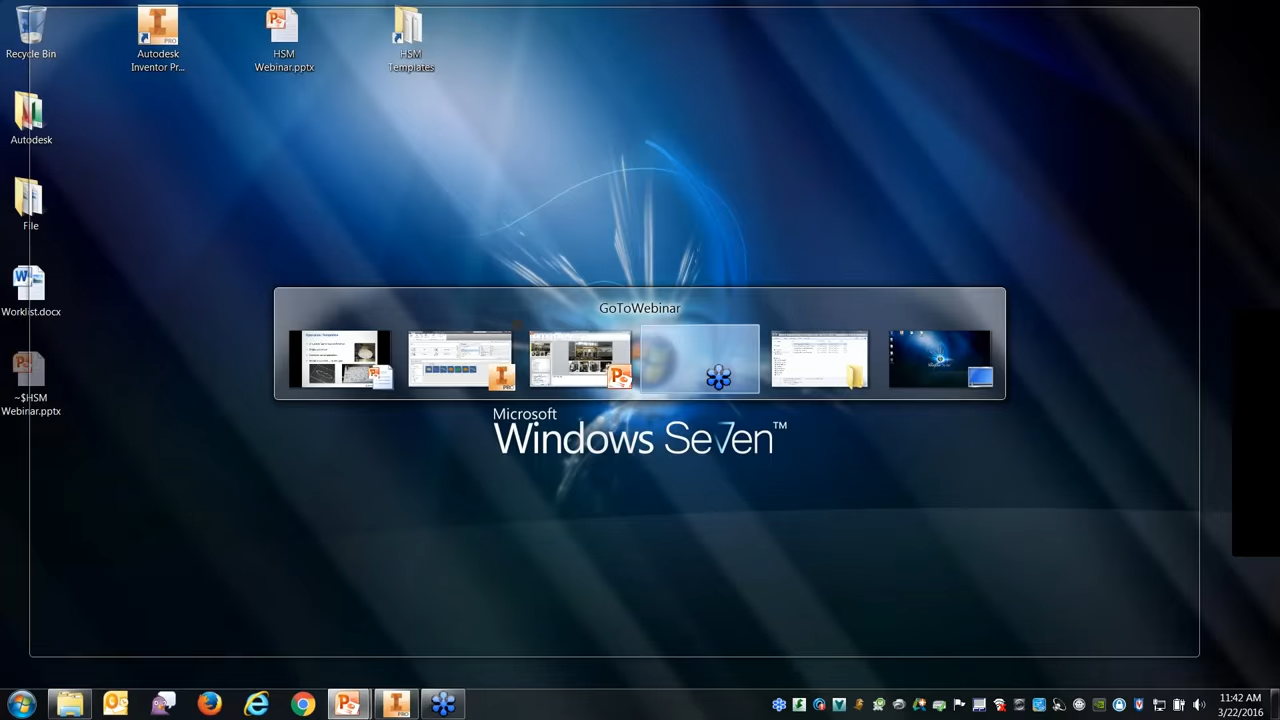 Recycle Bin
Autodesk
Inventor Pr...
HSM
Webinar.pptx
HSM
Templates
Autodesk
File
Worklist.docx
~$HSM
Webinar.pptx
GoToWebinar
Microsoft
Windows Se7en™
11:42 AM
3/22/2016